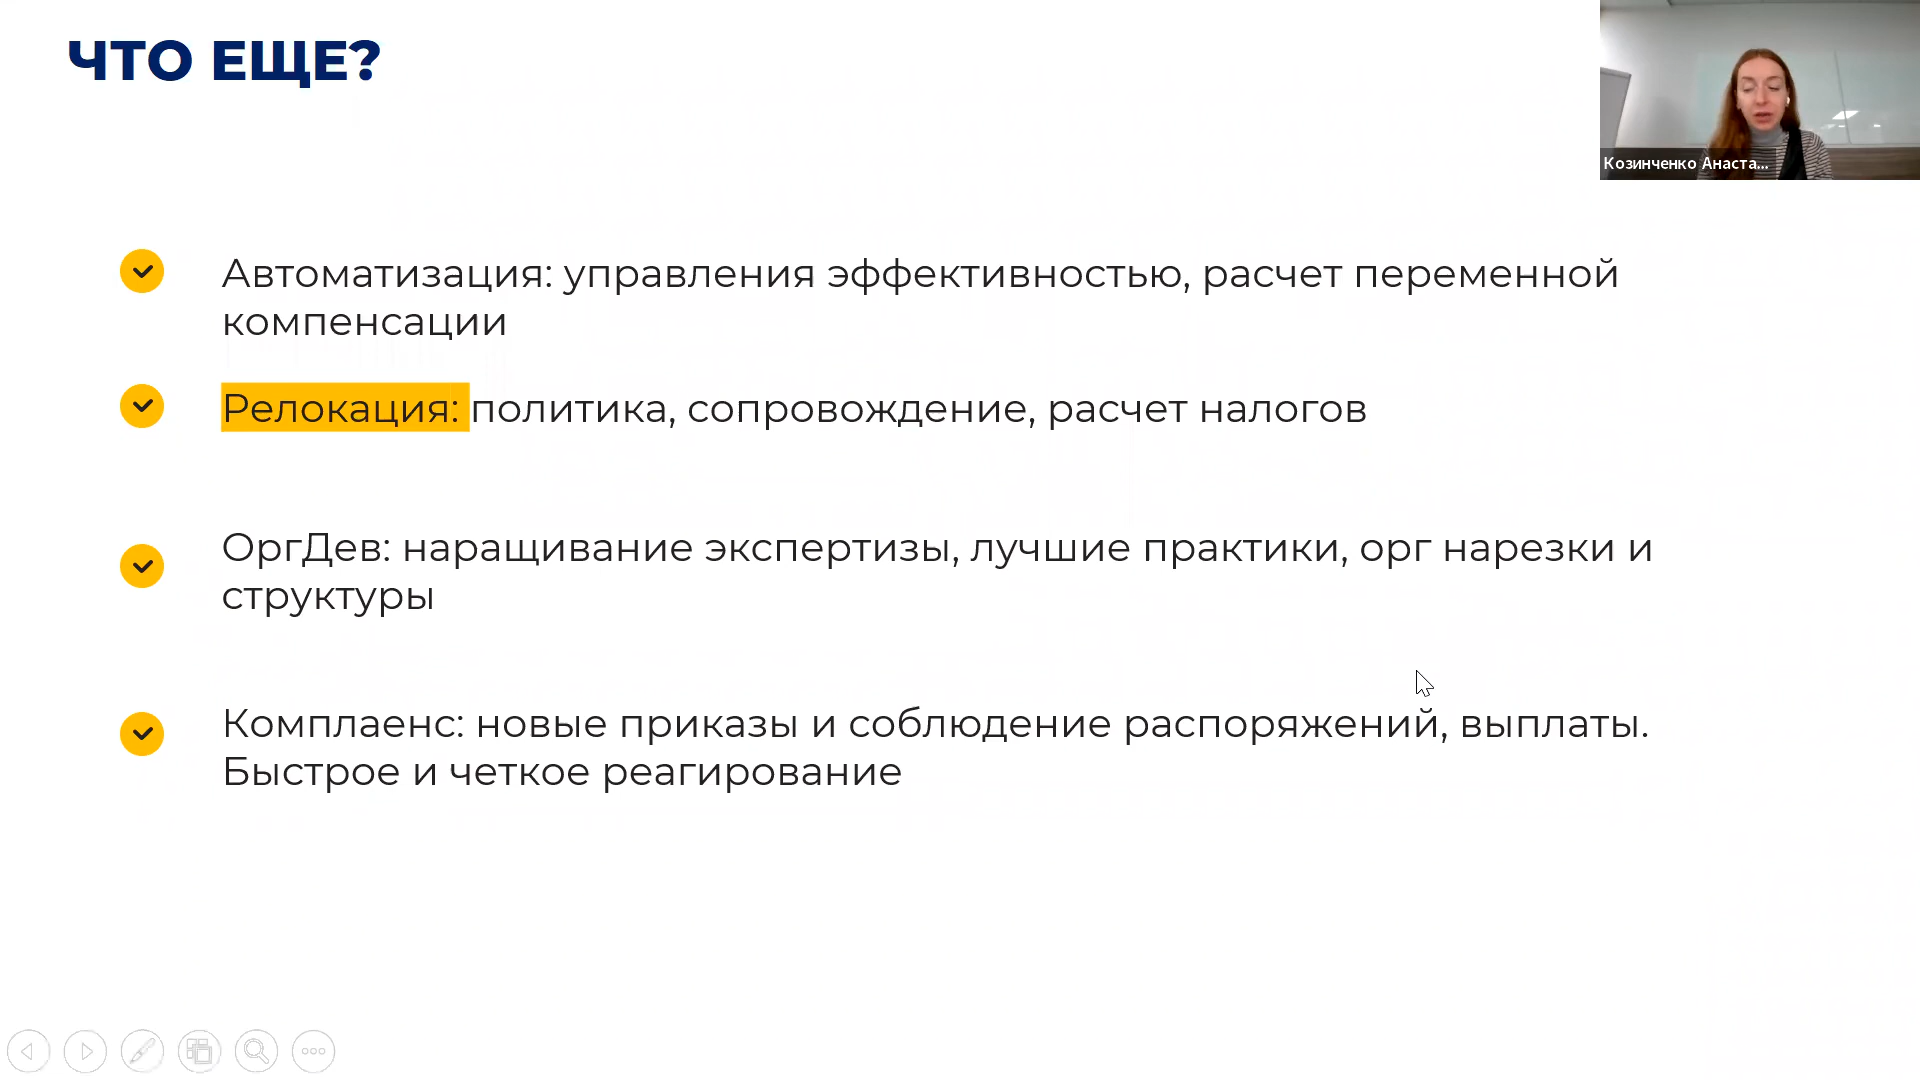 ЧТО ЕЩЕ?
Козинченко Анаста...
Автоматизация: управления эффективностью, расчет переменной
компенсации
Релокация: политика, сопровождение, расчет налогов
ОргДев: наращивание экспертизы, лучшие практики, орг нарезки и
структуры
Комплаенс: новые приказы и соблюдение распоряжений, выплаты.
Быстрое и четкое реагирование